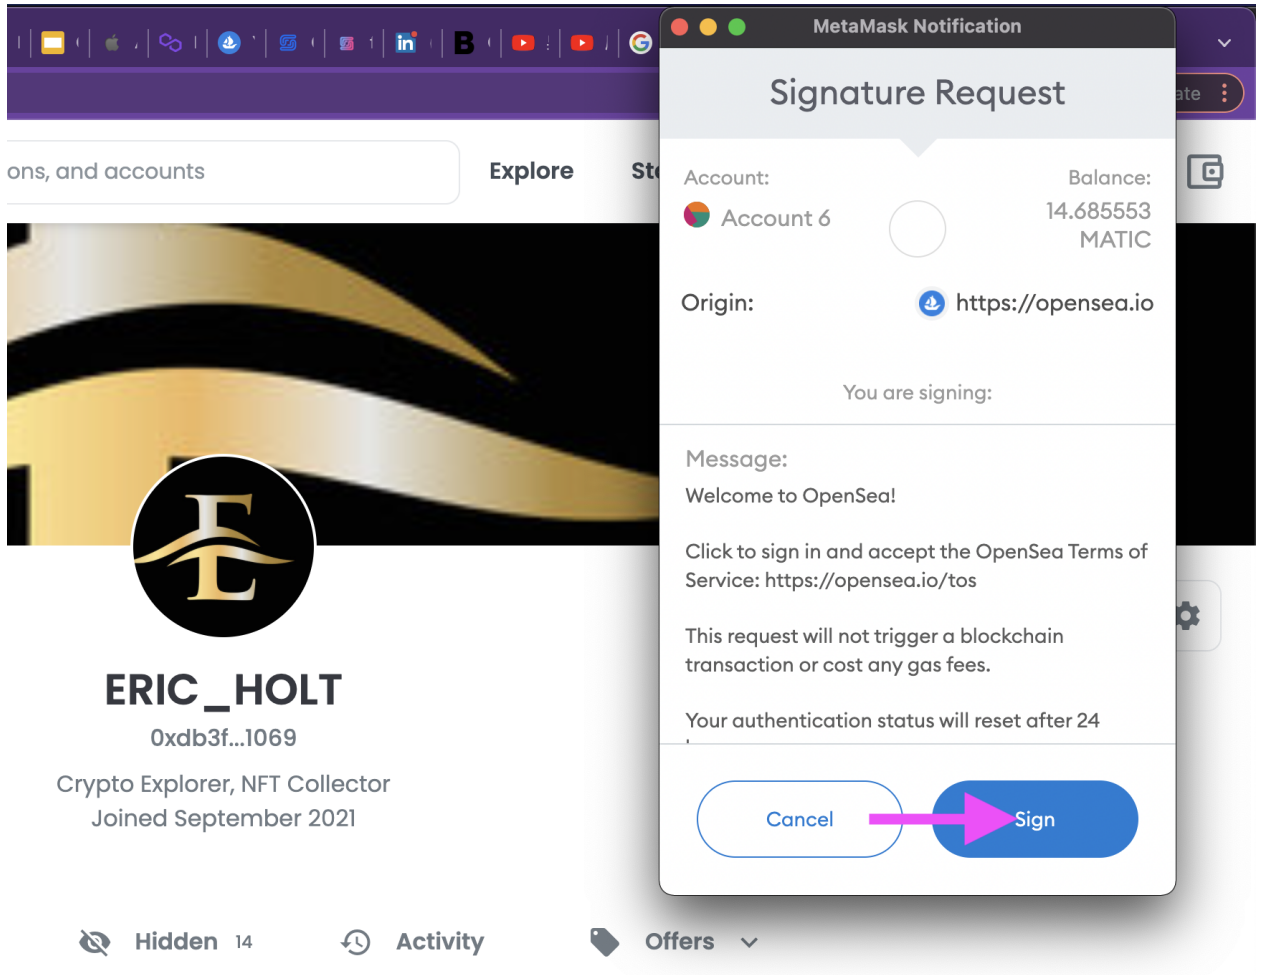 MetaMask Notification
Signature Request
ate
ons, and accounts
Explore
Account:
Balance:
Account 6
14.685553
MATIC
Origin:
https://opensea.io
You are signing:
Message:
Welcome to OpenSea!
Click to sign in and accept the OpenSea Terms of
Service: https://opensea.io/tos
This request will not trigger a blockchain
transaction or cost any gas fees.
Your authentication status will reset after 24
Cancel
Sign
E
ERIC_HOLT
0xdb3f...1069
Crypto Explorer, NFT Collector
Joined September 2021
Hidden 14
Activity
Offers
in
B
G